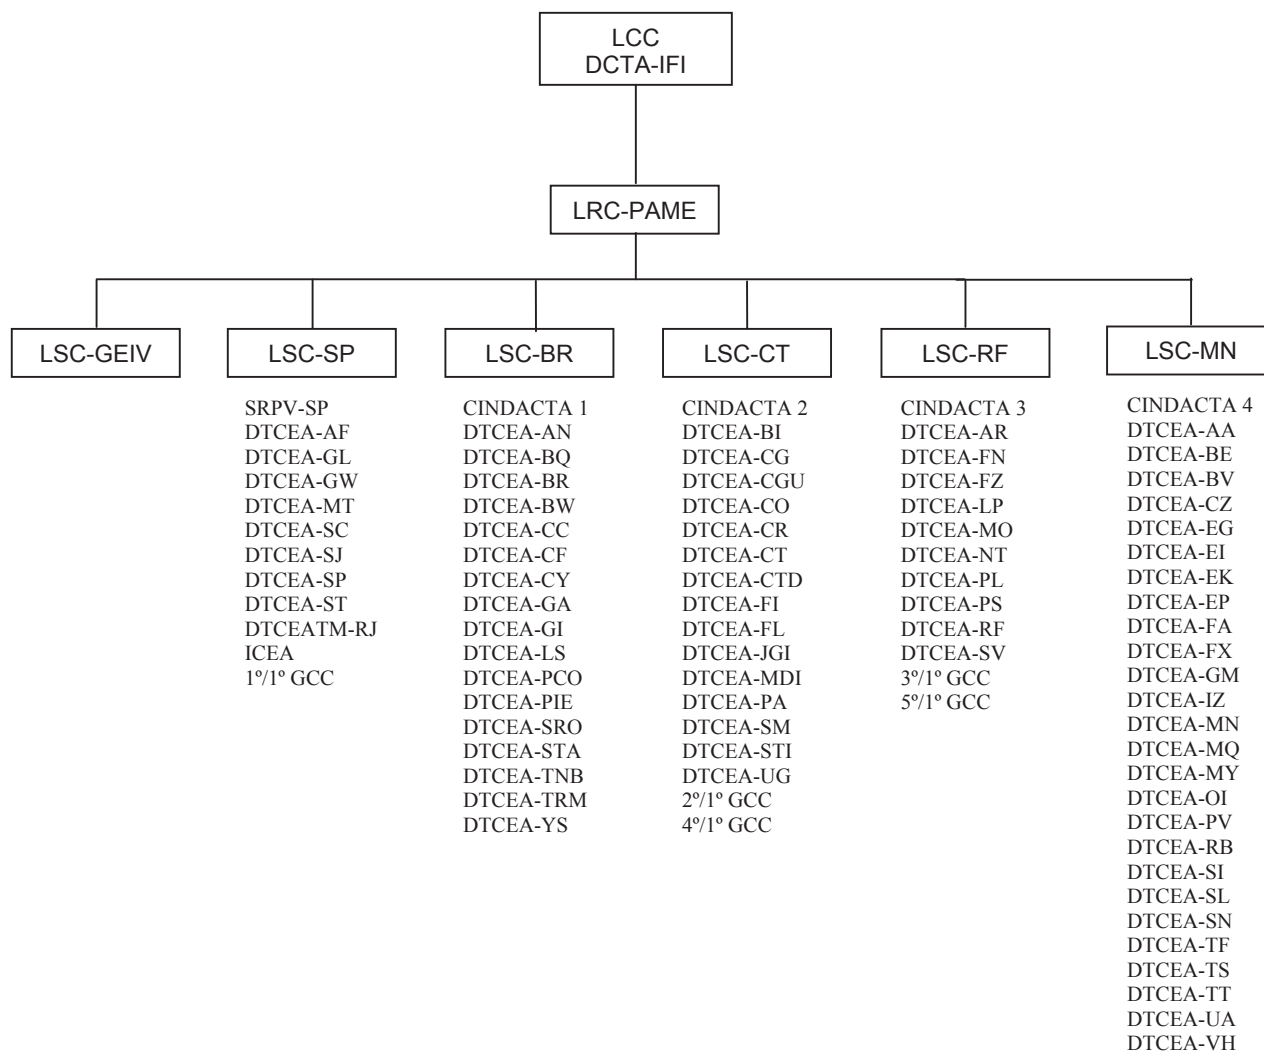 LCC
DCTA-IFI
LRC-PAME
LSC-GEIV
LSC-SP
LSC-BR
LSC-CT
LSC-RF
LSC-MN
SRPV-SP
DTCEA-AF
DTCEA-GL
DTCEA-GW
DTCEA-MT
DTCEA-SC
DTCEA-SJ
DTCEA-SP
DTCEA-ST
DTCEATM-RJ
ICEA
1º/1º GCC
CINDACTA 1
DTCEA-AN
DTCEA-BQ
DTCEA-BR
DTCEA-BW
DTCEA-CC
DTCEA-CF
DTCEA-CY
DTCEA-GA
DTCEA-GI
DTCEA-LS
DTCEA-PCO
DTCEA-PIE
DTCEA-SRO
DTCEA-STA
DTCEA-TNB
DTCEA-TRM
DTCEA-YS
CINDACTA 2
DTCEA-BI
DTCEA-CG
DTCEA-CGU
DTCEA-CO
DTCEA-CR
DTCEA-CT
DTCEA-CTD
DTCEA-FI
DTCEA-FL
DTCEA-JGI
DTCEA-MDI
DTCEA-PA
DTCEA-SM
DTCEA-STI
DTCEA-UG
2º/1º GCC
4º/1º GCC
CINDACTA 3
DTCEA-AR
DTCEA-FN
DTCEA-FZ
DTCEA-LP
DTCEA-MO
DTCEA-NT
DTCEA-PL
DTCEA-PS
DTCEA-RF
DTCEA-SV
3º/1º GCC
5º/1º GCC
CINDACTA 4
DTCEA-AA
DTCEA-BE
DTCEA-BV
DTCEA-CZ
DTCEA-EG
DTCEA-EI
DTCEA-EK
DTCEA-EP
DTCEA-FA
DTCEA-FX
DTCEA-GM
DTCEA-IZ
DTCEA-MN
DTCEA-MQ
DTCEA-MY
DTCEA-OI
DTCEA-PV
DTCEA-RB
DTCEA-SI
DTCEA-SL
DTCEA-SN
DTCEA-TF
DTCEA-TS
DTCEA-TT
DTCEA-UA
DTCEA-VH